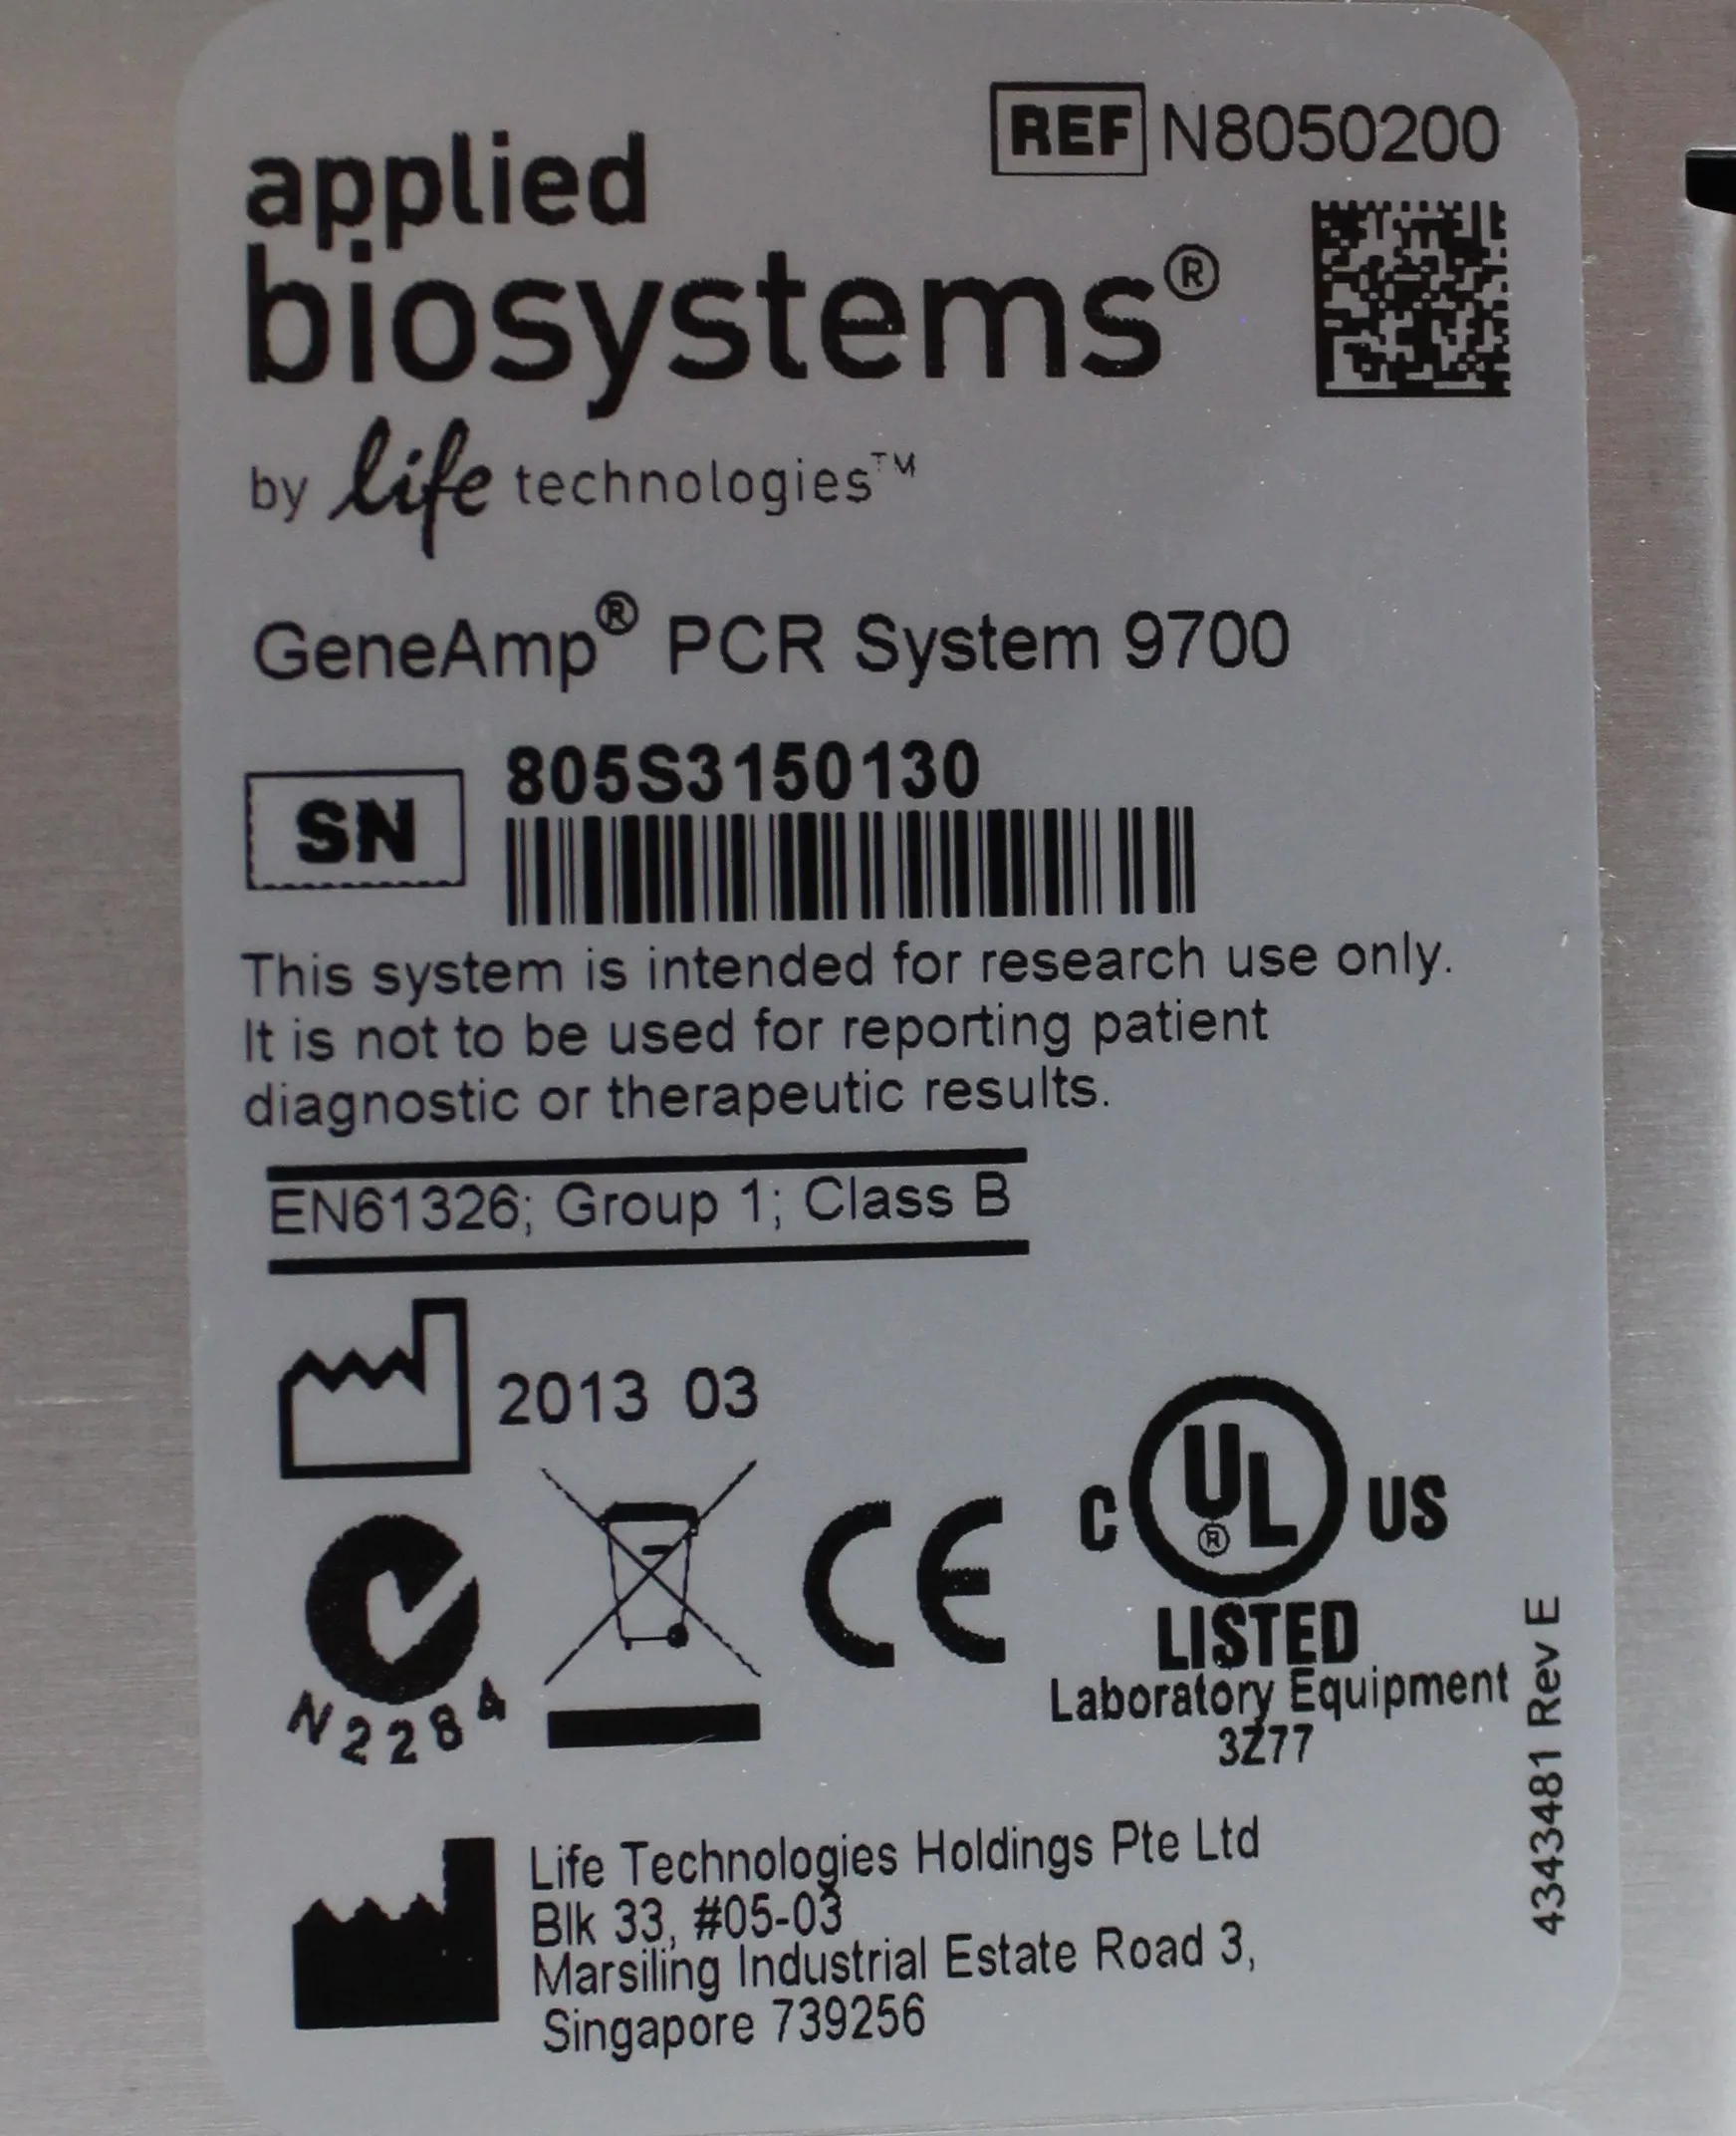 REF N8050200
applied
biosystems®
by life technologies™
GeneAmp® PCR System 9700
SN 805S3150130
This system is intended for research use only.
It is not to be used for reporting patient
diagnostic or therapeutic results.
EN61326; Group 1; Class B
2013 03
N2284
CE
C UL® US
LISTED
Laboratory Equipment
3Z77
4343481 Rev E
Life Technologies Holdings Pte Ltd
Blk 33, #05-03
Marsiling Industrial Estate Road 3,
Singapore 739256